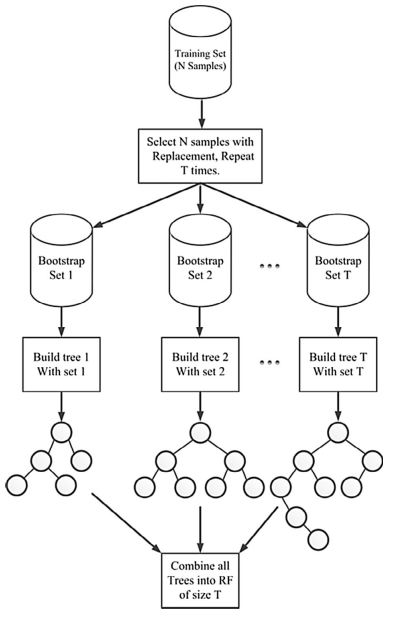 Training Set
(N Samples)
Select N samples with
Replacement, Repeat
T times.
Bootstrap
Set 1
Bootstrap
Set 2
Bootstrap
Set T
Build tree 1
With set 1
Build tree 2
With set 2
Build tree T
With set T
Combine all
Trees into RF
of size T